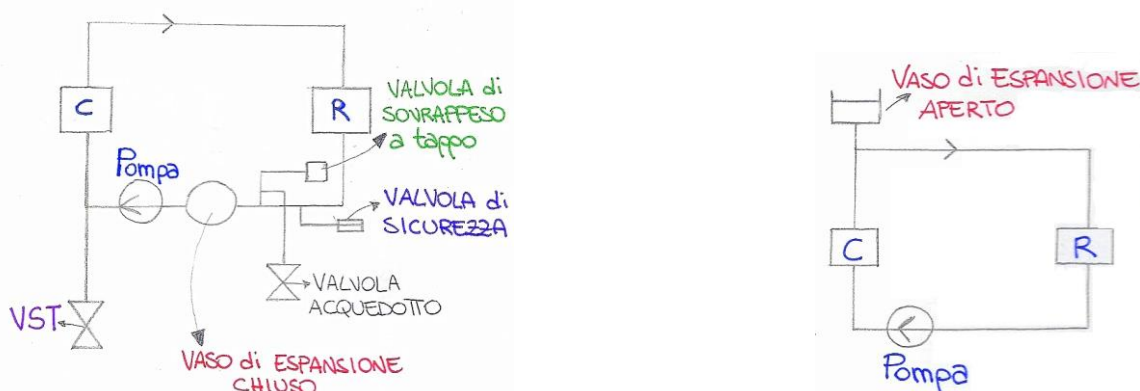 C
R
VALVOLA di
SOVRAPPESO
a tappo
Pompa
VALVOLA di
SICUREZZA
VALVOLA
ACQUEDOTTO
VST
VASO di ESPANSIONE
CHIUSO
VASO di ESPANSIONE
APERTO
C
R
Pompa